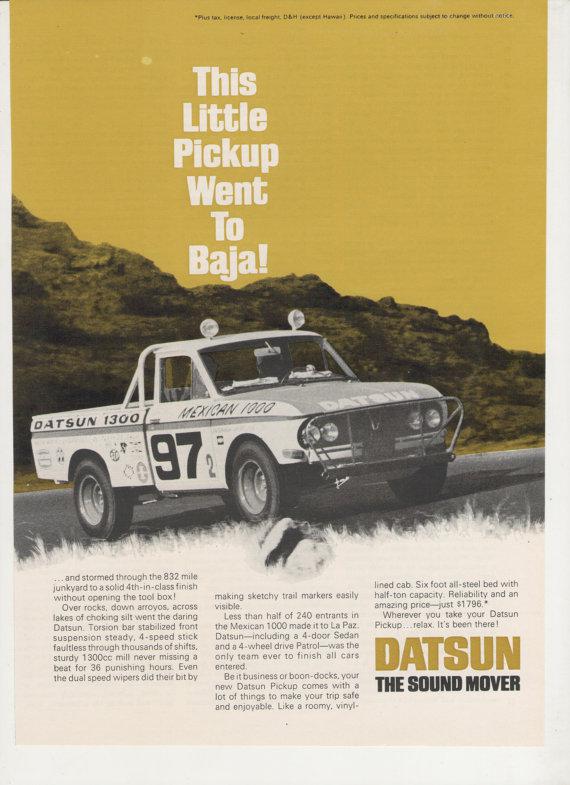 *Plus tax, license, local freight, D&H (except Hawaii). Prices and specifications subject to change without notice.
This
Little
Pickup
Went
To
Baja!
DATSUN 1300
MEXICAN 1000
97
2
DATSUN
...and stormed through the 832 mile
junkyard to a solid 4th-in-class finish
without opening the tool box!
Over rocks, down arroyos, across
lakes of choking silt went the daring
Datsun. Torsion bar stabilized front
suspension steady, 4-speed stick
faultless through thousands of shifts,
sturdy 1300cc mill never missing a
beat for 36 punishing hours. Even
the dual speed wipers did their bit by
making sketchy trail markers easily
visible.
Less than half of 240 entrants in
the Mexican 1000 made it to La Paz.
Datsun—including a 4-door Sedan
and a 4-wheel drive Patrol—was the
only team ever to finish all cars
entered.
Be it business or boon-docks, your
new Datsun Pickup comes with a
lot of things to make your trip safe
and enjoyable. Like a roomy, vinyl-
lined cab. Six foot all-steel bed with
half-ton capacity. Reliability and an
amazing price—just $1796.*
Wherever you take your Datsun
Pickup...relax. It's been there!
DATSUN
THE SOUND MOVER